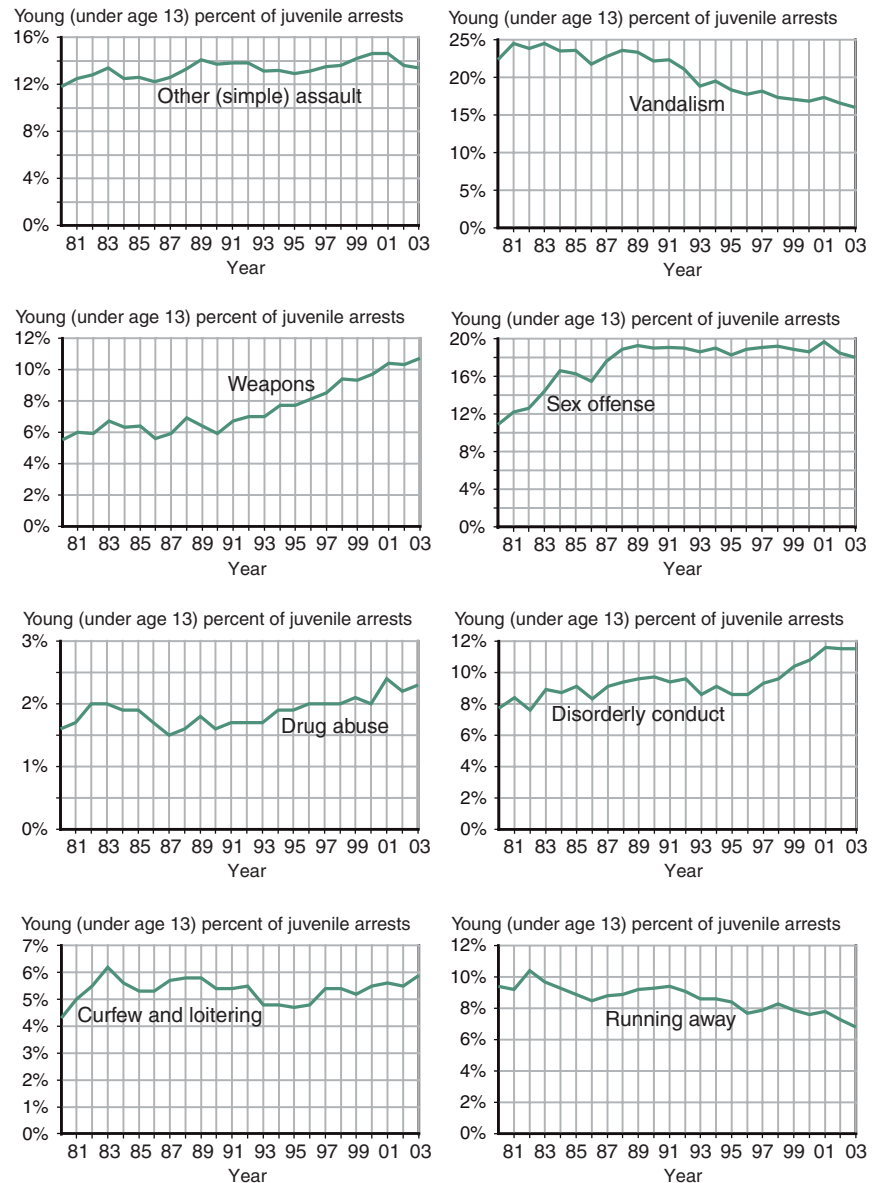 Young (under age 13) percent of juvenile arrests
16%
12%
8%
4%
0%
Other (simple) assault
81 83 85 87 89 91 93 95 97 99 01 03
Year
Young (under age 13) percent of juvenile arrests
25%
20%
15%
10%
5%
0%
Vandalism
81 83 85 87 89 91 93 95 97 99 01 03
Year
Young (under age 13) percent of juvenile arrests
12%
10%
8%
6%
4%
2%
0%
Weapons
81 83 85 87 89 91 93 95 97 99 01 03
Year
Young (under age 13) percent of juvenile arrests
20%
16%
12%
8%
4%
0%
Sex offense
81 83 85 87 89 91 93 95 97 99 01 03
Year
Young (under age 13) percent of juvenile arrests
3%
2%
1%
0%
Drug abuse
81 83 85 87 89 91 93 95 97 99 01 03
Year
Young (under age 13) percent of juvenile arrests
12%
10%
8%
6%
4%
2%
0%
Disorderly conduct
81 83 85 87 89 91 93 95 97 99 01 03
Year
Young (under age 13) percent of juvenile arrests
7%
6%
5%
4%
3%
2%
1%
0%
Curfew and loitering
81 83 85 87 89 91 93 95 97 99 01 03
Year
Young (under age 13) percent of juvenile arrests
12%
10%
8%
6%
4%
2%
0%
Running away
81 83 85 87 89 91 93 95 97 99 01 03
Year